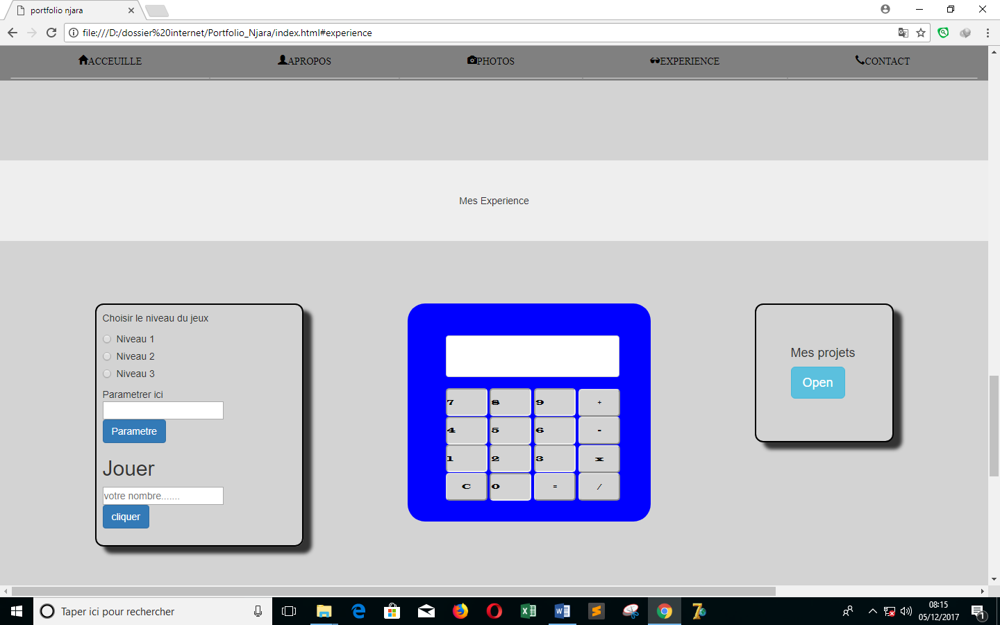 portfolio njara
file:///D:/dossier%20internet/Portfolio_Njara/index.html#experience
ACCEUILLE APROPOS PHOTOS EXPERIENCE CONTACT
Mes Experience
Choisir le niveau du jeux
Niveau 1
Niveau 2
Niveau 3
Parametrer ici
Parametre
Jouer
votre nombre.......
cliquer
7 8 9 +
4 5 6 -
1 2 3 x
C 0 = /
Mes projets
Open
Taper ici pour rechercher
08:15
05/12/2017
1